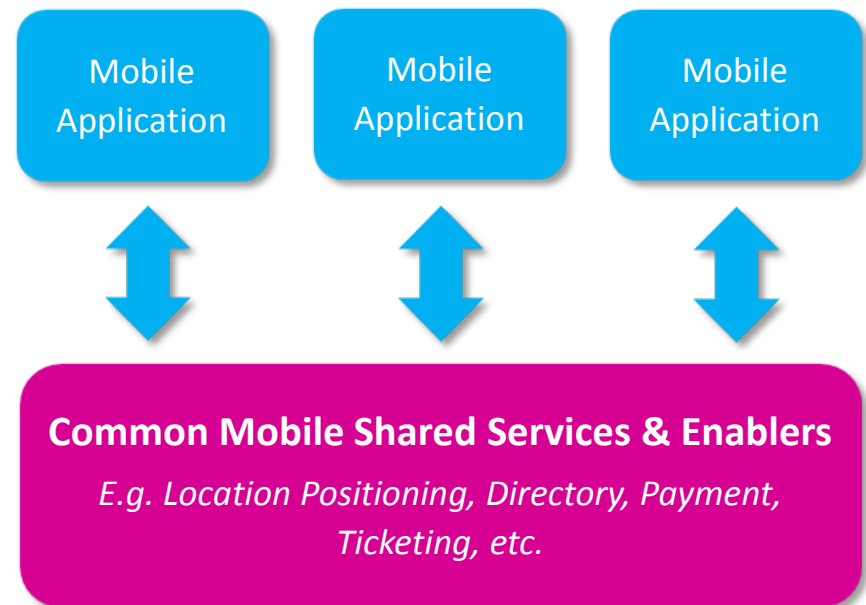 Mobile
Application
Mobile
Application
Mobile
Application
Common Mobile Shared Services & Enablers
E.g. Location Positioning, Directory, Payment,
Ticketing, etc.